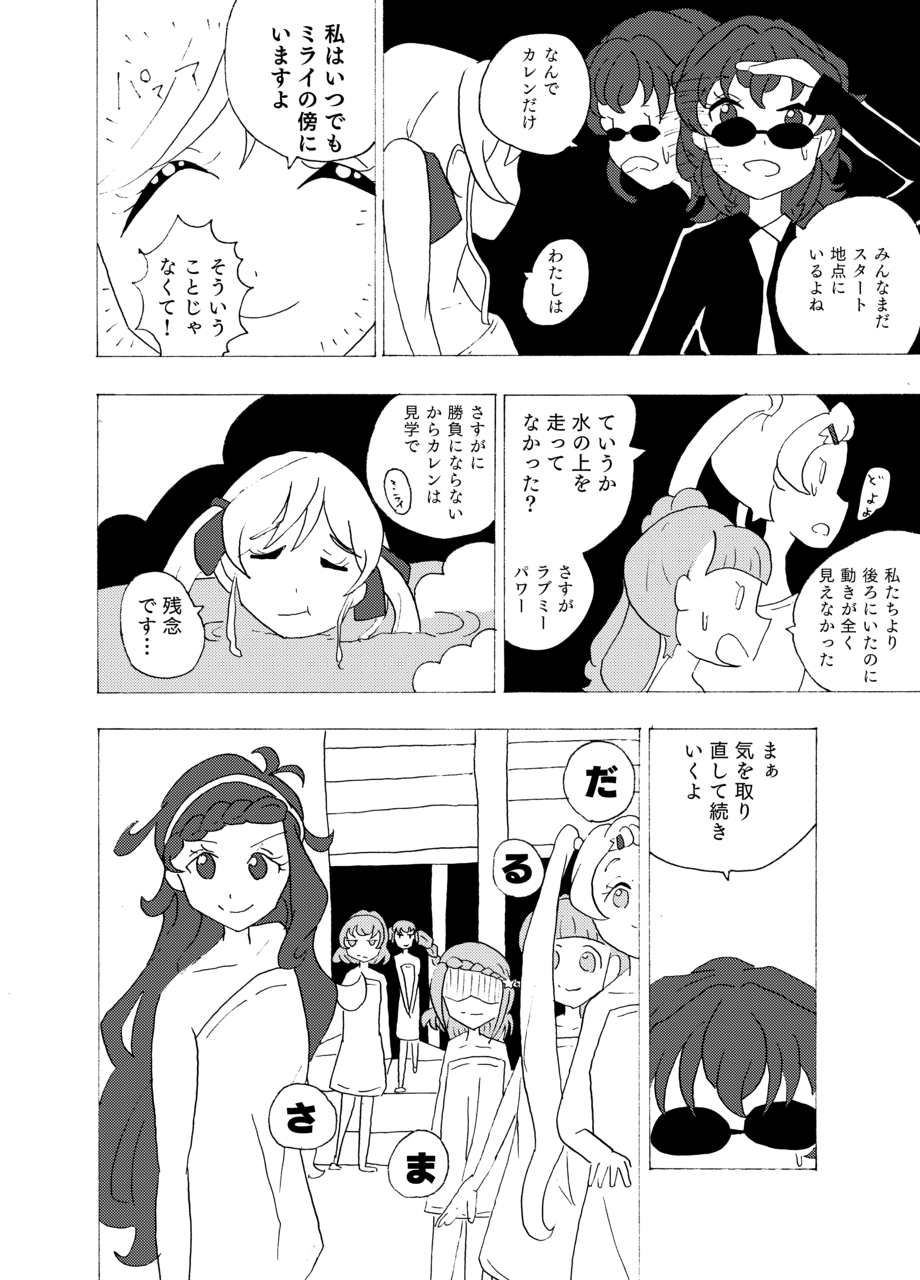 なんで
カレンだけ
みんなまだ
スタート
地点に
いるよね
わたしは
私はいつでも
ミライの傍に
いますよ
そういう
ことじゃ
なくて！
どよよ
私たちより
後ろにいたのに
動きが全く
見えなかった
ていうか
水の上を
走って
なかった？
さすが
ラブミー
パワー
さすがに
勝負にならない
からカレンは
見学で
残念
です…
まぁ
気を取り
直して続き
いくよ
だ
る
ま
さ